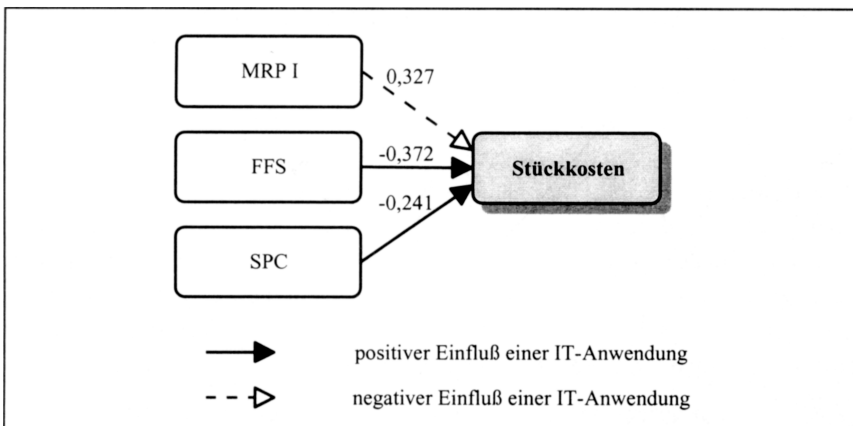 MRP I
0,327
FFS
-0,372
Stückkosten
-0,241
SPC
positiver Einfluß einer IT-Anwendung
negativer Einfluß einer IT-Anwendung